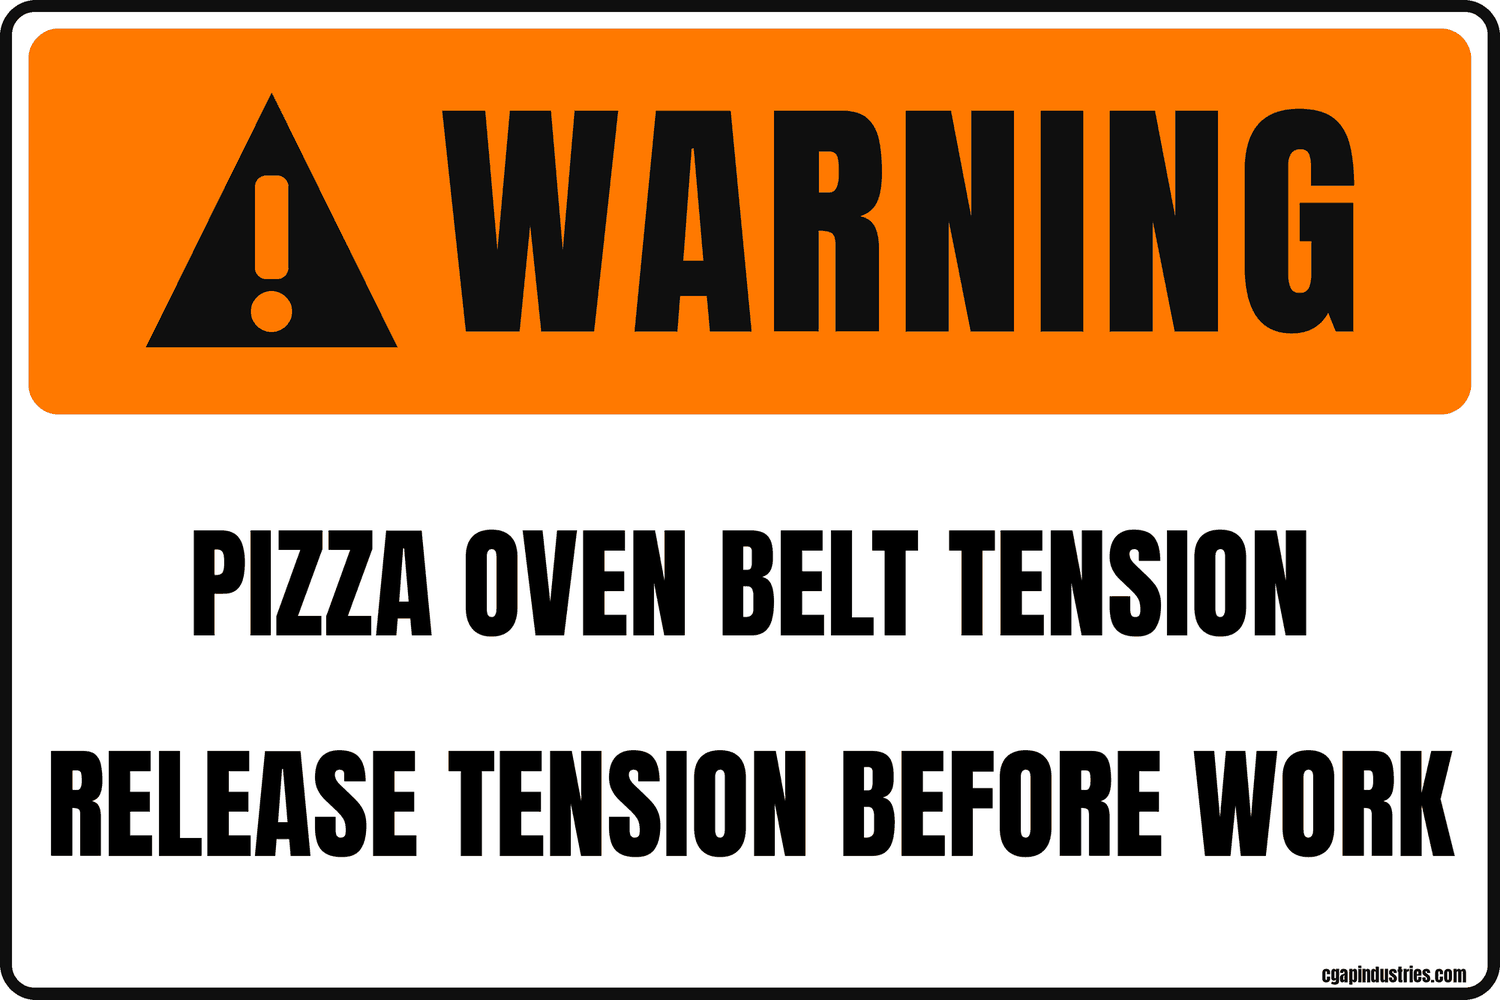 WARNING
PIZZA OVEN BELT TENSION
RELEASE TENSION BEFORE WORK
cgapindustries.com